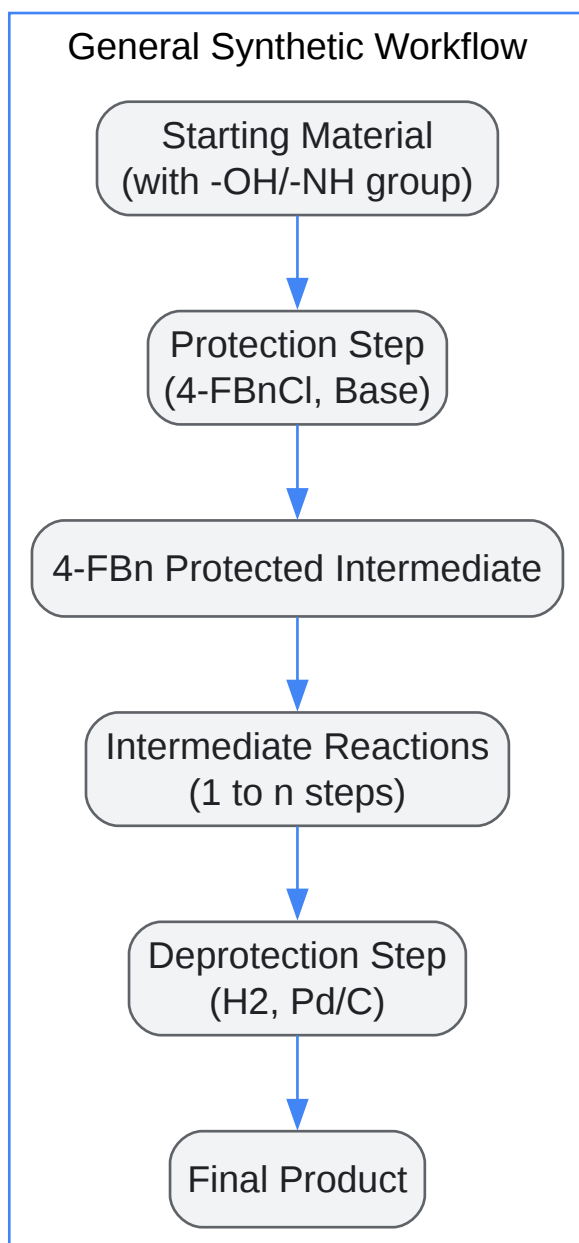 General Synthetic Workflow
Starting Material
(with -OH/-NH group)
Protection Step
(4-FBnCl, Base)
4-FBn Protected Intermediate
Intermediate Reactions
(1 to n steps)
Deprotection Step
(H2, Pd/C)
Final Product